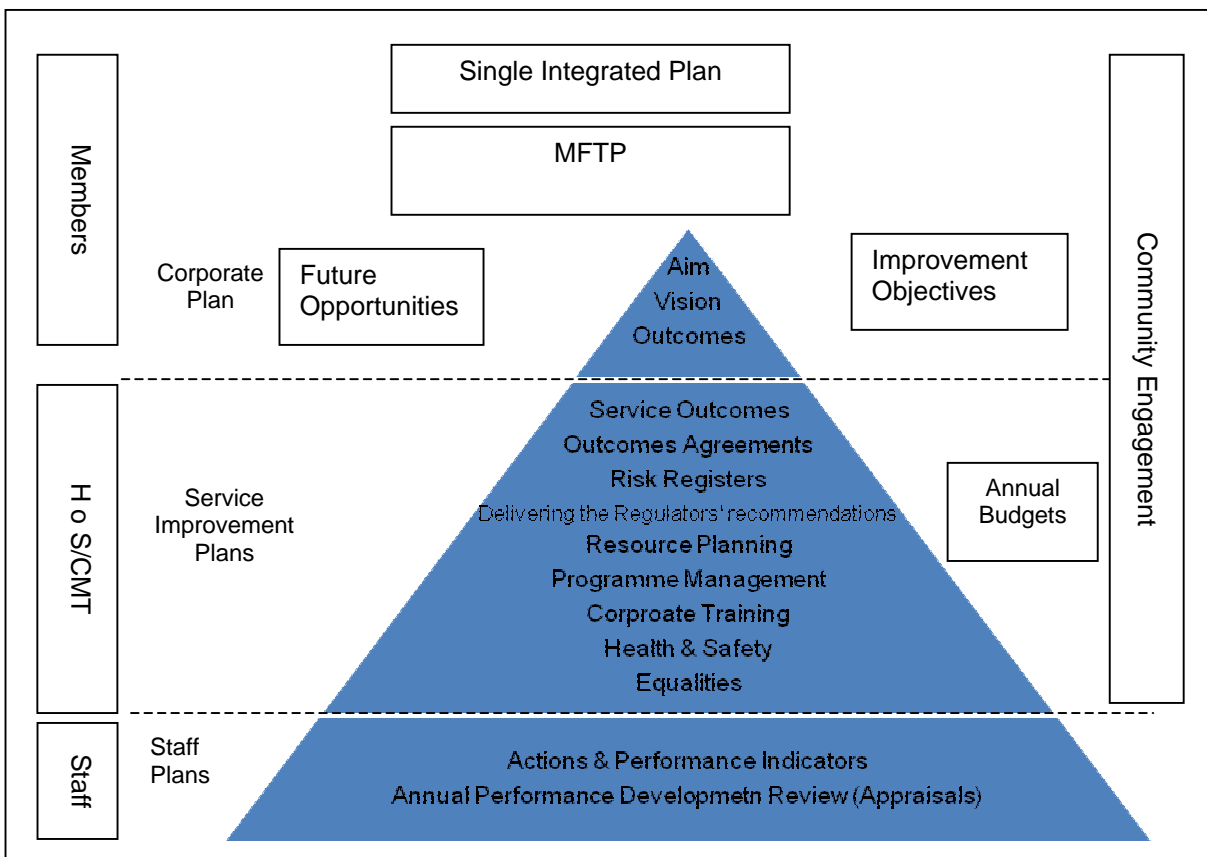 Single Integrated Plan
MFTP
Members
Corporate
Plan
Future
Opportunities
Aim
Vision
Outcomes
Improvement
Objectives
Community Engagement
H o S/CMT
Service
Improvement
Plans
Service Outcomes
Outcomes Agreements
Risk Registers
Delivering the Regulators' recommendations
Resource Planning
Programme Management
Corproate Training
Health & Safety
Equalities
Annual
Budgets
Staff
Staff
Plans
Actions & Performance Indicators
Annual Performance Developmetn Review (Appraisals)